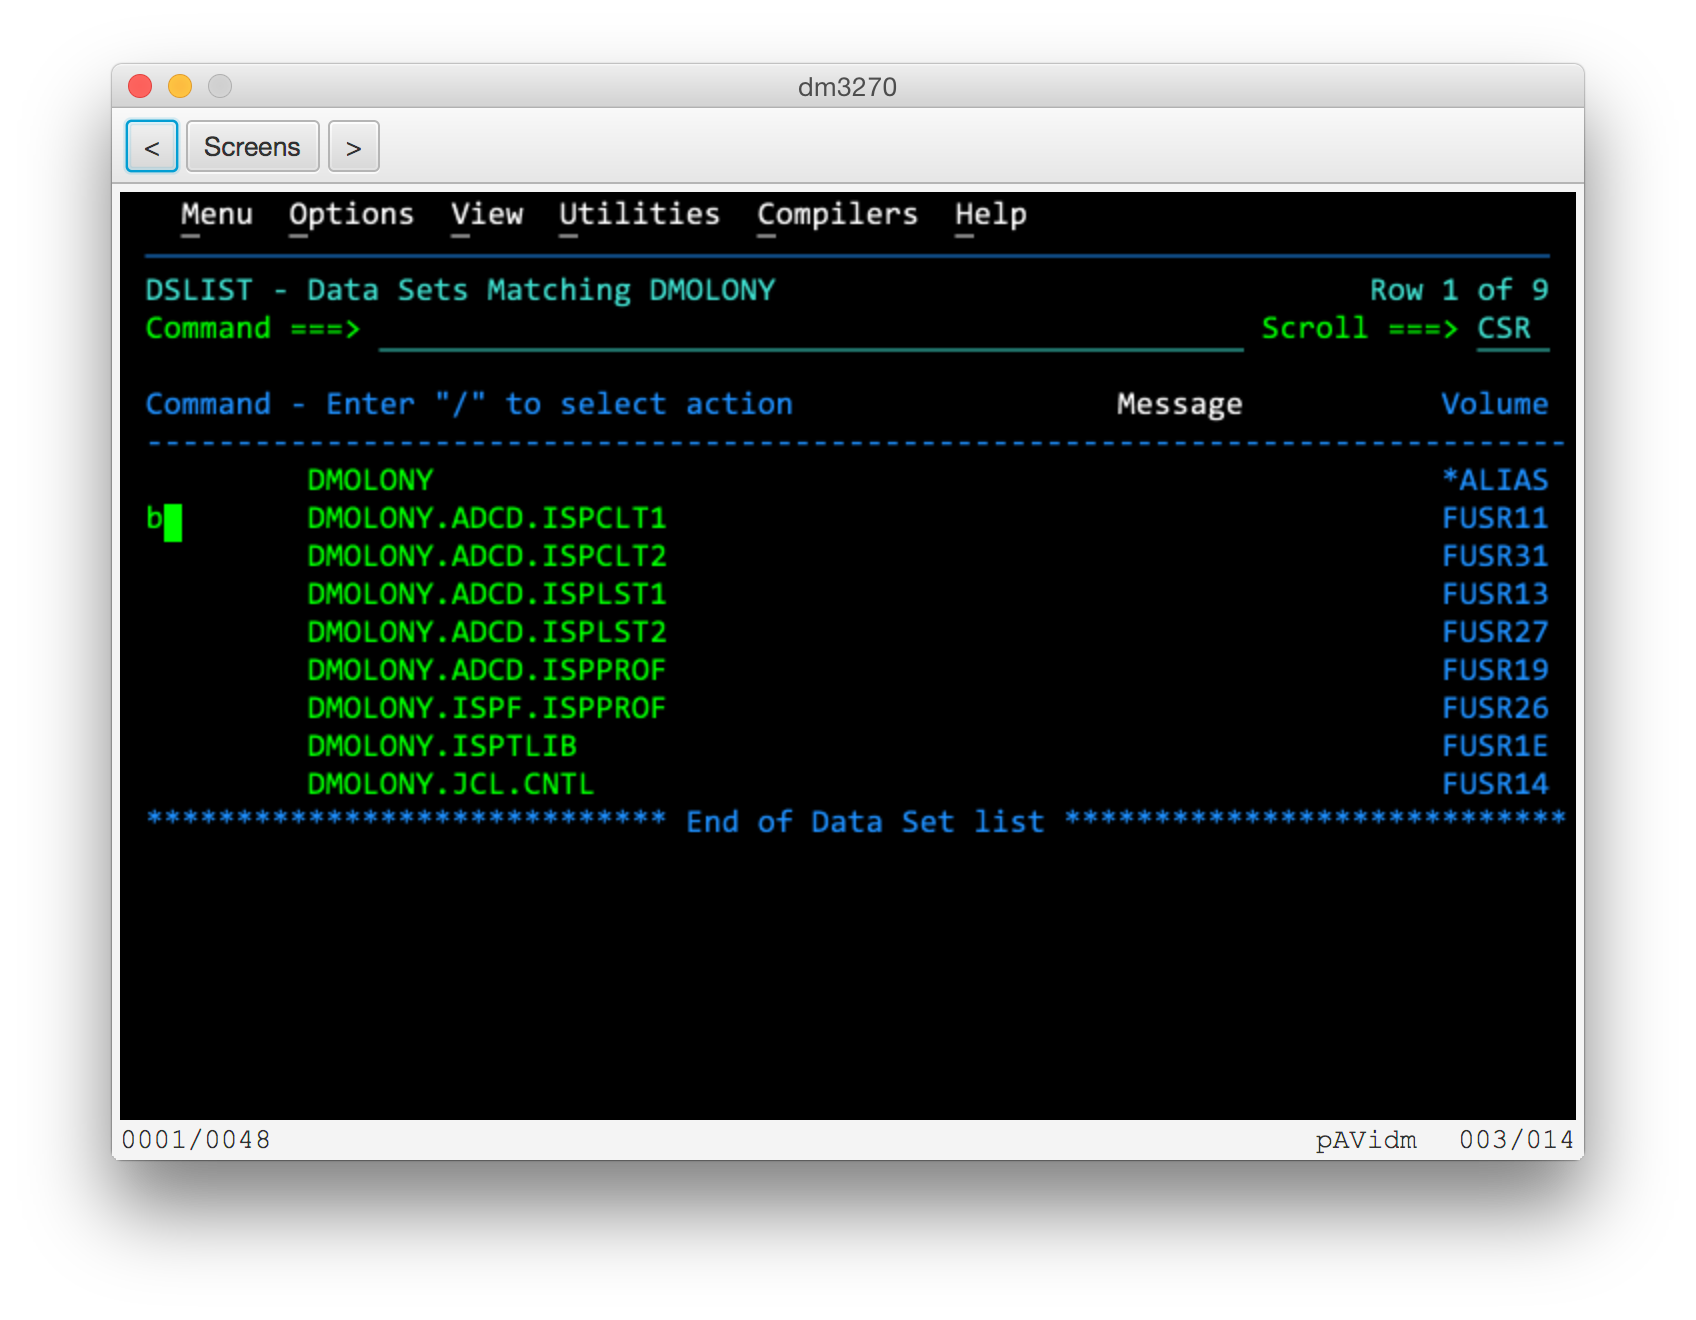 dm3270
< Screens >
Menu Options View Utilities Compilers Help
DSLIST - Data Sets Matching DMOLONY Row 1 of 9
Command ===> Scroll ===> CSR
Command - Enter "/" to select action Message Volume
-------------------------------------------------------------------------------
DMOLONY *ALIAS
b DMOLONY.ADCD.ISPCLT1 FUSR11
DMOLONY.ADCD.ISPCLT2 FUSR31
DMOLONY.ADCD.ISPLST1 FUSR13
DMOLONY.ADCD.ISPLST2 FUSR27
DMOLONY.ADCD.ISPPROF FUSR19
DMOLONY.ISPF.ISPPROF FUSR26
DMOLONY.ISPTLIB FUSR1E
DMOLONY.JCL.CNTL FUSR14
***************************** End of Data Set list ****************************
0001/0048 pAVidm 003/014